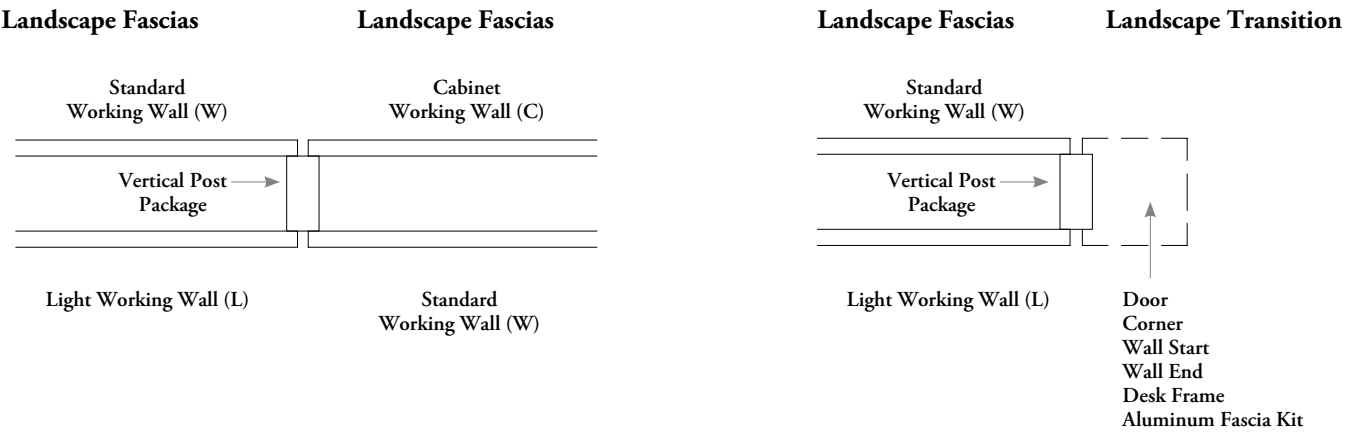 Landscape Fascias
Landscape Fascias
Standard
Working Wall (W)
Cabinet
Working Wall (C)
Vertical Post
Package
Light Working Wall (L)
Standard
Working Wall (W)
Landscape Fascias
Landscape Transition
Standard
Working Wall (W)
Vertical Post
Package
Light Working Wall (L)
Door
Corner
Wall Start
Wall End
Desk Frame
Aluminum Fascia Kit